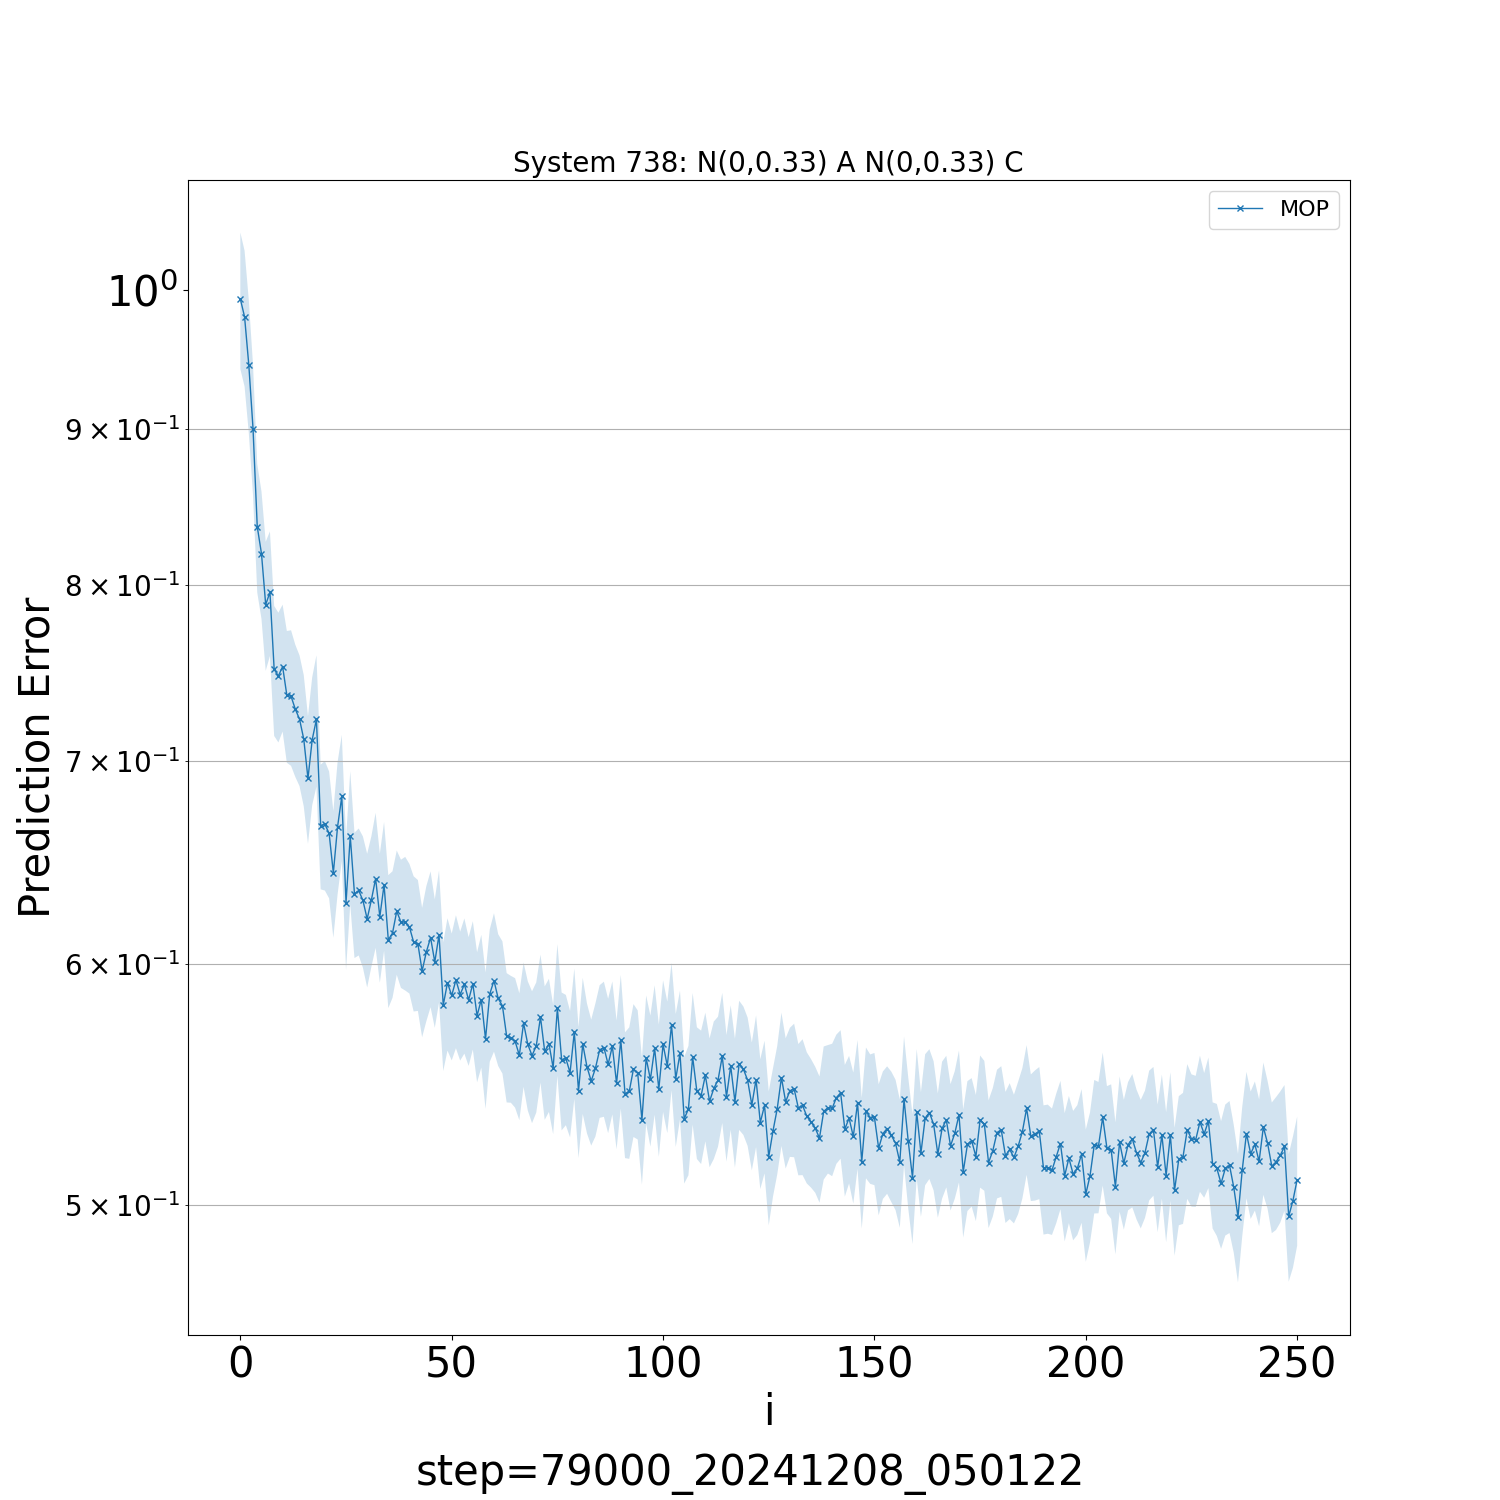 System 738: N(0,0.33) A N(0,0.33) C
MOP
10⁰
9 × 10⁻¹
8 × 10⁻¹
7 × 10⁻¹
6 × 10⁻¹
5 × 10⁻¹
Prediction Error
0 50 100 150 200 250
i
step=79000_20241208_050122